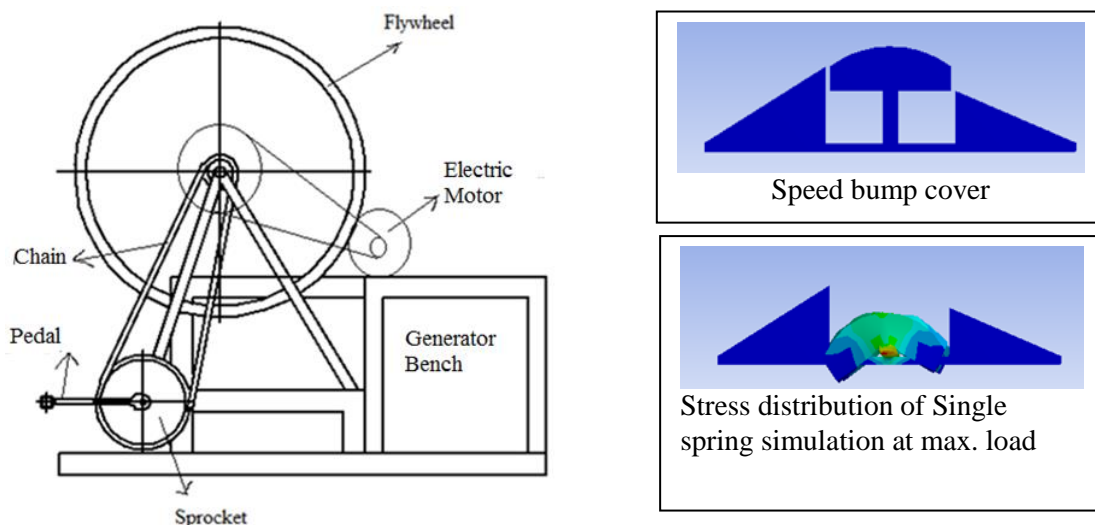 Flywheel
Electric
Motor
Chain
Pedal
Generator
Bench
Sprocket
Speed bump cover
Stress distribution of Single
spring simulation at max. load